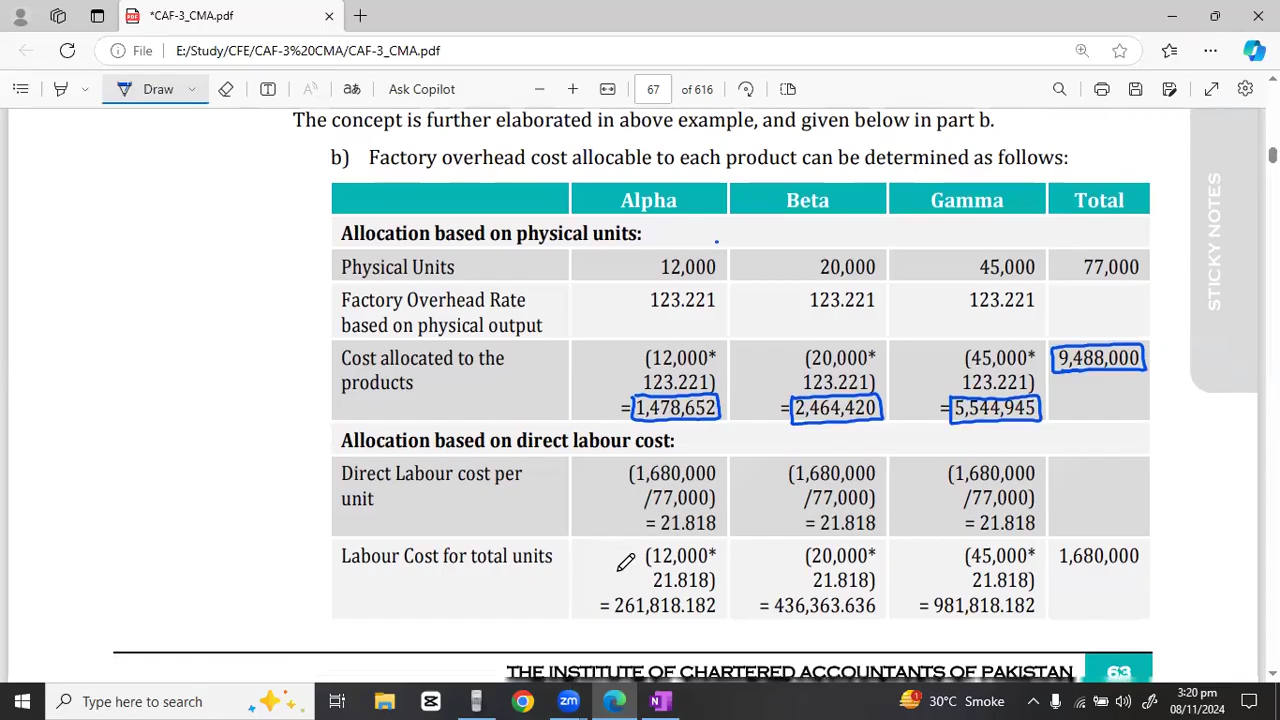 *CAF-3_CMA.pdf
File E:/Study/CFE/CAF-3%20CMA/CAF-3_CMA.pdf
Draw Ask Copilot 67 of 616
The concept is further elaborated in above example, and given below in part b.
b) Factory overhead cost allocable to each product can be determined as follows:
Alpha Beta Gamma Total
Allocation based on physical units:
Physical Units 12,000 20,000 45,000 77,000
Factory Overhead Rate 123.221 123.221 123.221
based on physical output
Cost allocated to the (12,000* (20,000* (45,000* 9,488,000
products 123.221) 123.221) 123.221)
=1,478,652 =2,464,420 =5,544,945
Allocation based on direct labour cost:
Direct Labour cost per (1,680,000 (1,680,000 (1,680,000
unit /77,000) /77,000) /77,000)
= 21.818 = 21.818 = 21.818
Labour Cost for total units (12,000* (20,000* (45,000* 1,680,000
21.818) 21.818) 21.818)
= 261,818.182 = 436,363.636 = 981,818.182
THE INSTITUTE OF CHARTERED ACCOUNTANTS OF PAKISTAN 63
STICKY NOTES
Type here to search 1 30°C Smoke 3:20 pm
08/11/2024